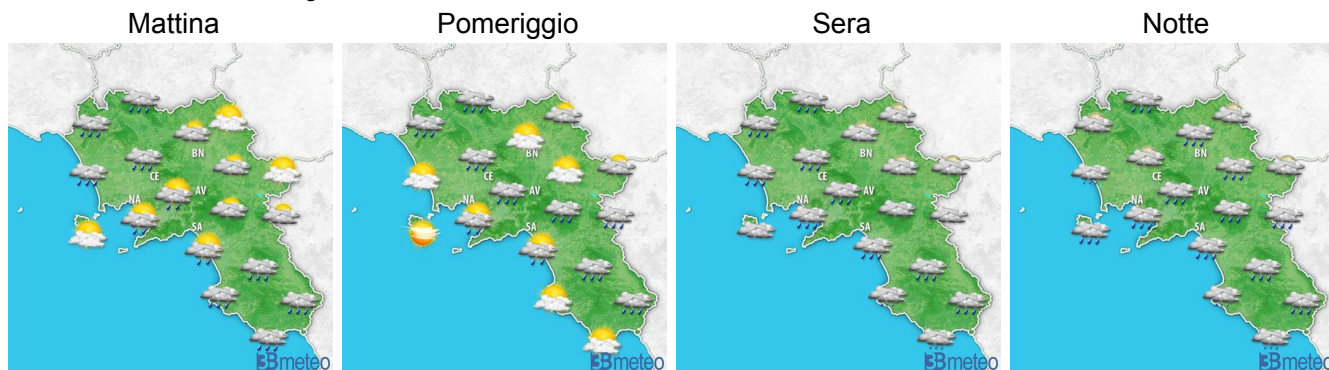 Mattina
Pomeriggio
Sera
Notte
BN
CE
AV
NA
SA
3Bmeteo
BN
CE
AV
NA
SA
3Bmeteo
BN
CE
AV
NA
SA
3Bmeteo
BN
CE
AV
NA
SA
3Bmeteo